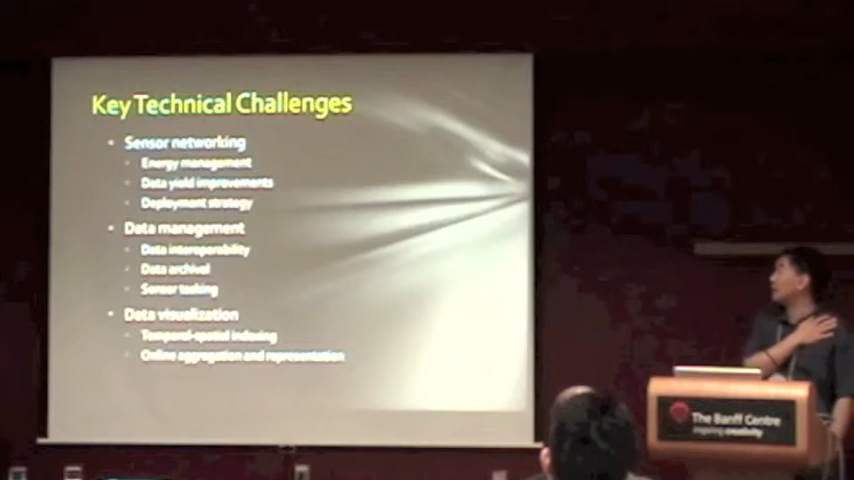 Key Technical Challenges
Sensor networking
Energy management
Data yield improvements
Deployment strategy
Data management
Data interoperability
Data archival
Sensor tasking
Data visualization
Temporal-spatial indexing
Online aggregation and representation
The Banff Centre
inspiring creativity